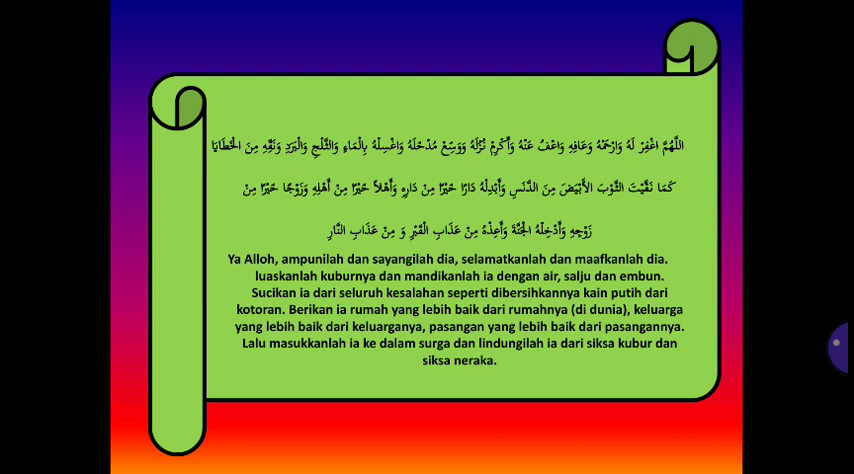 اللَّهُمَّ اغْفِرْ لَهُ وَارْحَمْهُ وَعَافِهِ وَاعْفُ عَنْهُ وَأَكْرِمْ نُزُلَهُ وَوَسِّعْ مُدْخَلَهُ وَاغْسِلْهُ بِالْمَاءِ وَالثَّلْجِ وَالْبَرَدِ وَنَقِّهِ مِنَ الْخَطَايَا
كَمَا نَقَّيْتَ الثَّوْبَ الأَبْيَضَ مِنَ الدَّنَسِ وَأَبْدِلْهُ دَارًا خَيْرًا مِنْ دَارِهِ وَأَهْلاً خَيْرًا مِنْ أَهْلِهِ وَزَوْجًا خَيْرًا مِنْ
زَوْجِهِ وَأَدْخِلْهُ الْجَنَّةَ وَأَعِذْهُ مِنْ عَذَابِ الْقَبْرِ وَ مِنْ عَذَابِ النَّارِ
Ya Alloh, ampunilah dan sayangilah dia, selamatkanlah dan maafkanlah dia.
luaskanlah kuburnya dan mandikanlah ia dengan air, salju dan embun.
Sucikan ia dari seluruh kesalahan seperti dibersihkannya kain putih dari
kotoran. Berikan ia rumah yang lebih baik dari rumahnya (di dunia), keluarga
yang lebih baik dari keluarganya, pasangan yang lebih baik dari pasangannya.
Lalu masukkanlah ia ke dalam surga dan lindungilah ia dari siksa kubur dan
siksa neraka.